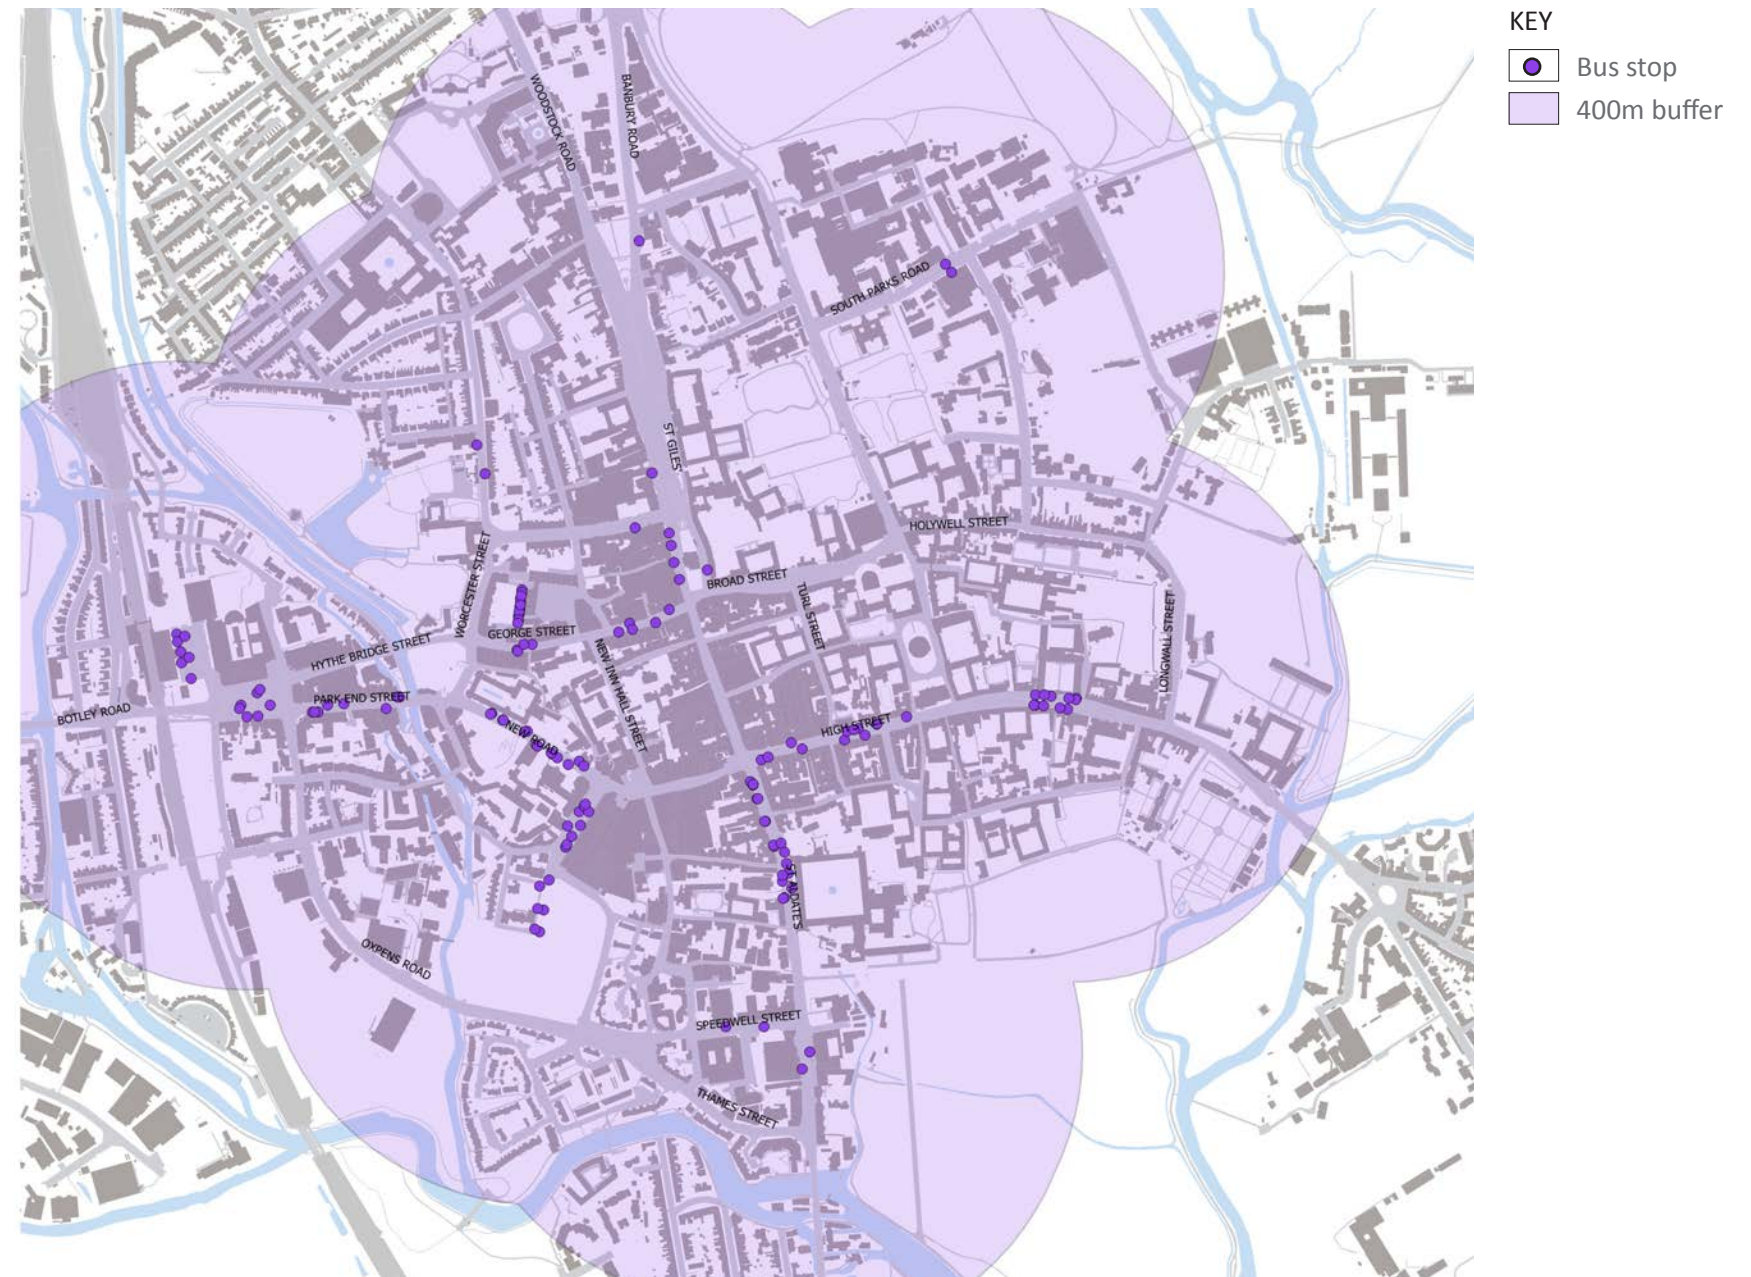 KEY
Bus stop
400m buffer
WOODSTOCK ROAD
BANBURY ROAD
SOUTH PARKS ROAD
ST GILES
HOLYWELL STREET
BROAD STREET
WORCESTER STREET
TURL STREET
LONGWALL STREET
GEORGE STREET
HYTHE BRIDGE STREET
NEW INN HALL STREET
PARK END STREET
BOTLEY ROAD
NEW ROAD
HIGH STREET
ST ALDATE'S
OXPENS ROAD
SPEEDWELL STREET
THAMES STREET